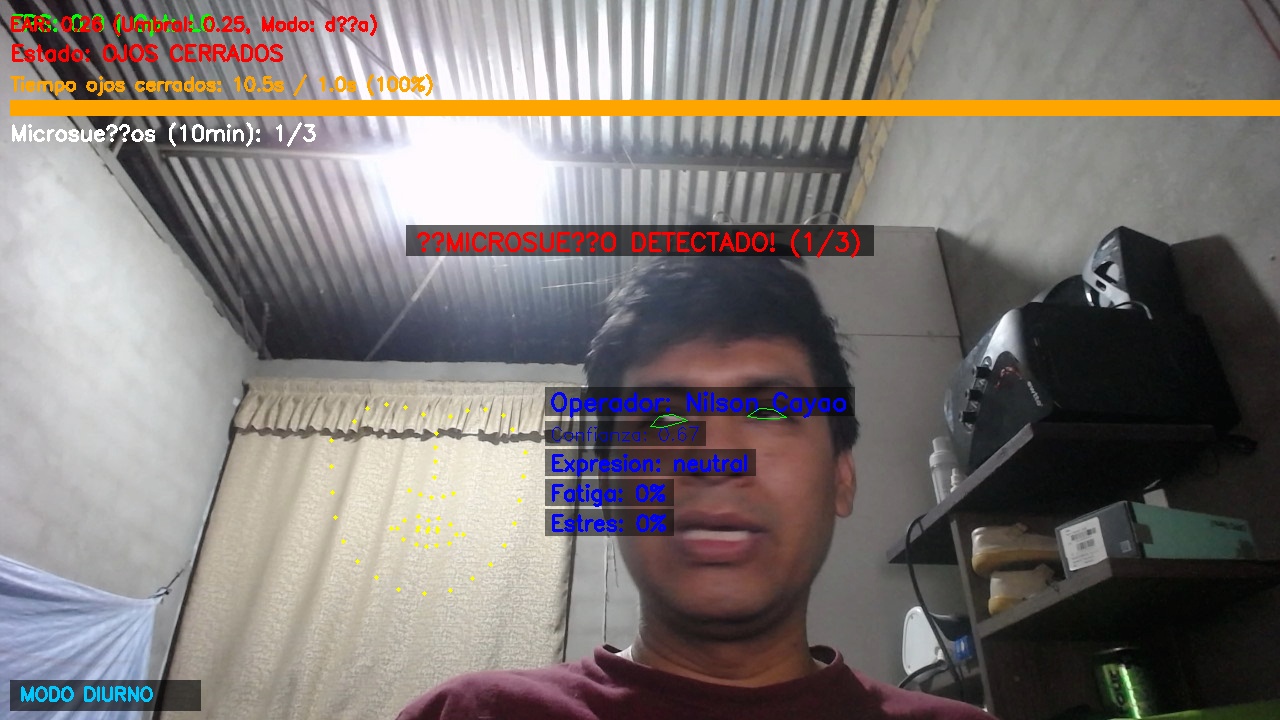 EAR: 0.26 (Umbral: 0.25, Modo: d??a)
Estado: OJOS CERRADOS
Tiempo ojos cerrados: 10.5s / 1.0s (100%)
Microsue??os (10min): 1/3
??MICROSUE??O DETECTADO! (1/3)
Operador: Nilson Cayao
Confianza: 0.67
Expresion: neutral
Fatiga: 0%
Estres: 0%
MODO DIURNO